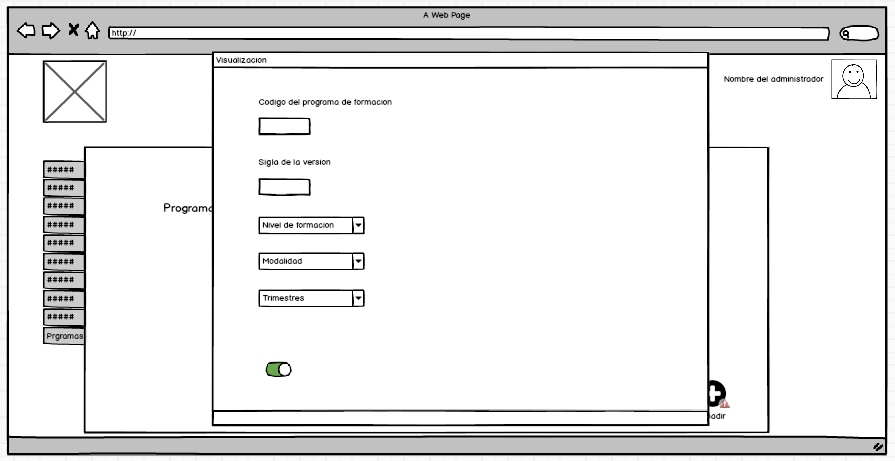 A Web Page
http://
Visualizacion
Nombre del administrador
Codigo del programa de formacion
Sigla de la version
#####
#####
#####
Programa
#####
Nivel de formacion
#####
#####
Modalidad
#####
#####
Trimestres
#####
Prgramas
adir